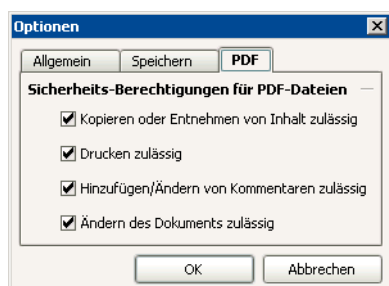 Optionen
Allgemein Speichern PDF
Sicherheits-Berechtigungen für PDF-Dateien
Kopieren oder Entnehmen von Inhalt zulässig
Drucken zulässig
Hinzufügen/Ändern von Kommentaren zulässig
Ändern des Dokuments zulässig
OK Abbrechen